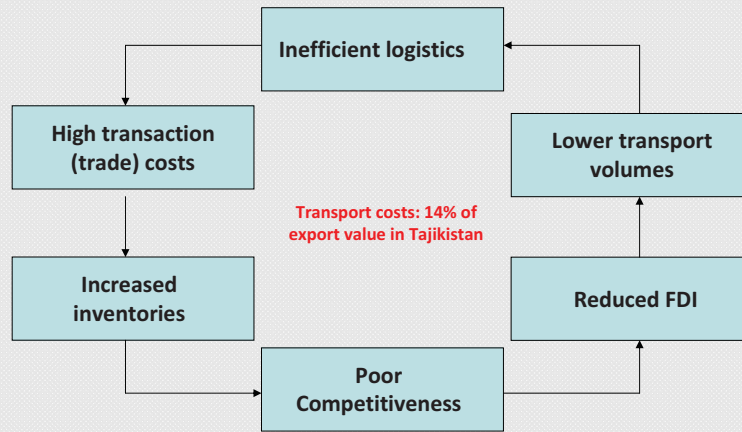 Inefficient logistics
High transaction
(trade) costs
Lower transport
volumes
Transport costs: 14% of
export value in Tajikistan
Increased
inventories
Reduced FDI
Poor
Competitiveness